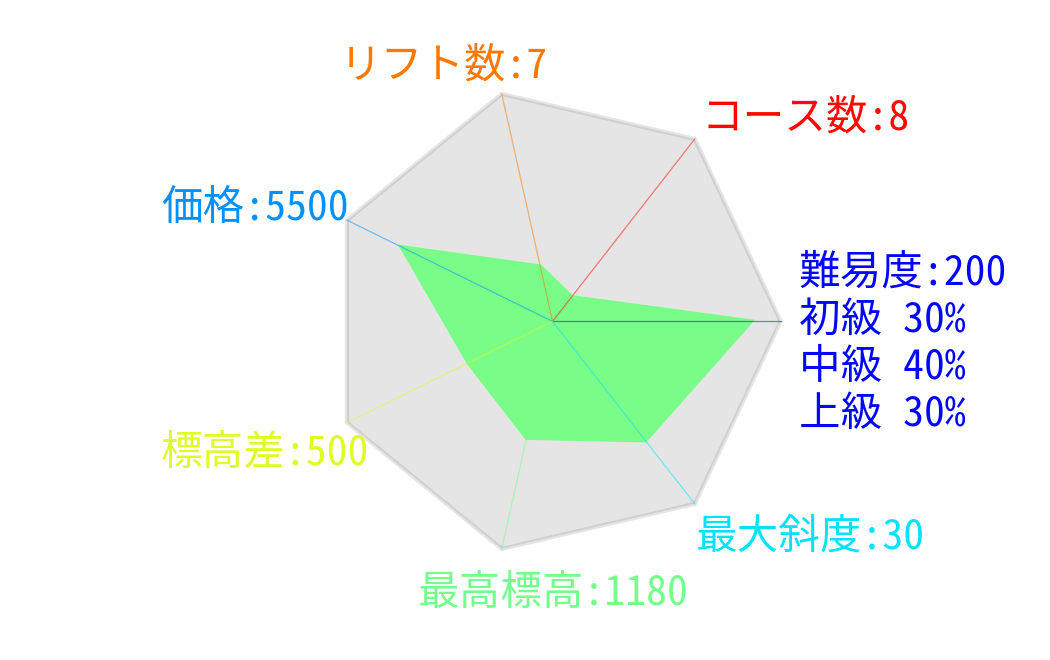 リフト数:7
コース数:8
価格:5500
難易度:200
初級 30%
中級 40%
上級 30%
標高差:500
最大斜度:30
最高標高:1180